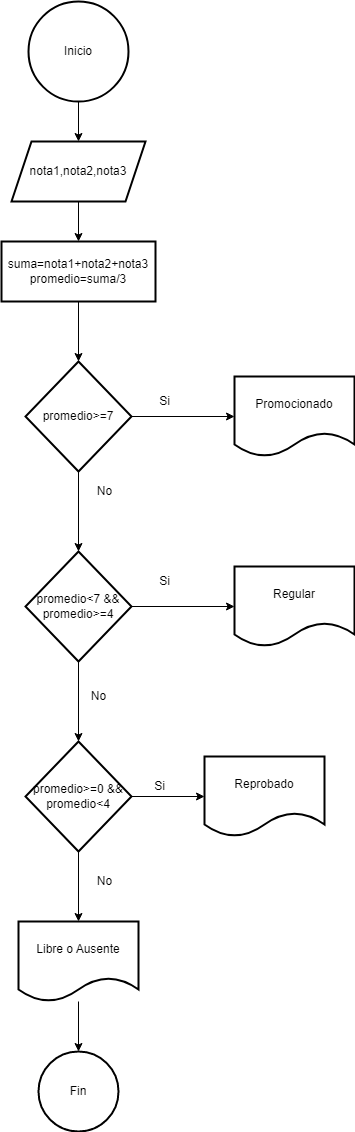 Inicio
nota1,nota2,nota3
suma=nota1+nota2+nota3
promedio=suma/3
promedio>=7
Si
Promocionado
No
promedio<7 &&
promedio>=4
Si
Regular
No
promedio>=0 &&
promedio<4
Si
Reprobado
No
Libre o Ausente
Fin